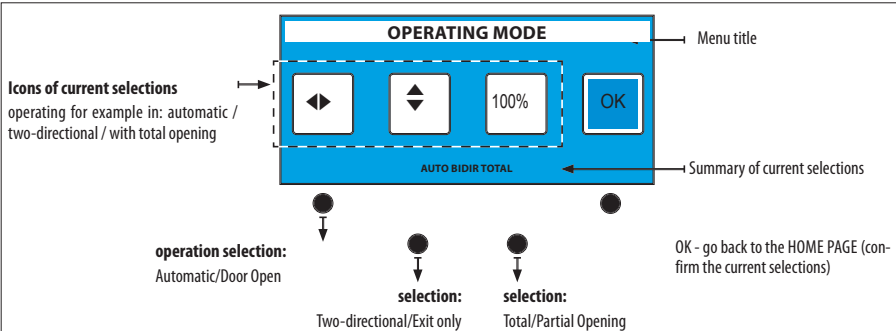 OPERATING MODE
Menu title
Icons of current selections
operating for example in: automatic /
two-directional / with total opening
100%
OK
AUTO BIDIR TOTAL
Summary of current selections
operation selection:
Automatic/Door Open
OK - go back to the HOME PAGE (con-
firm the current selections)
selection:
Two-directional/Exit only
selection:
Total/Partial Opening